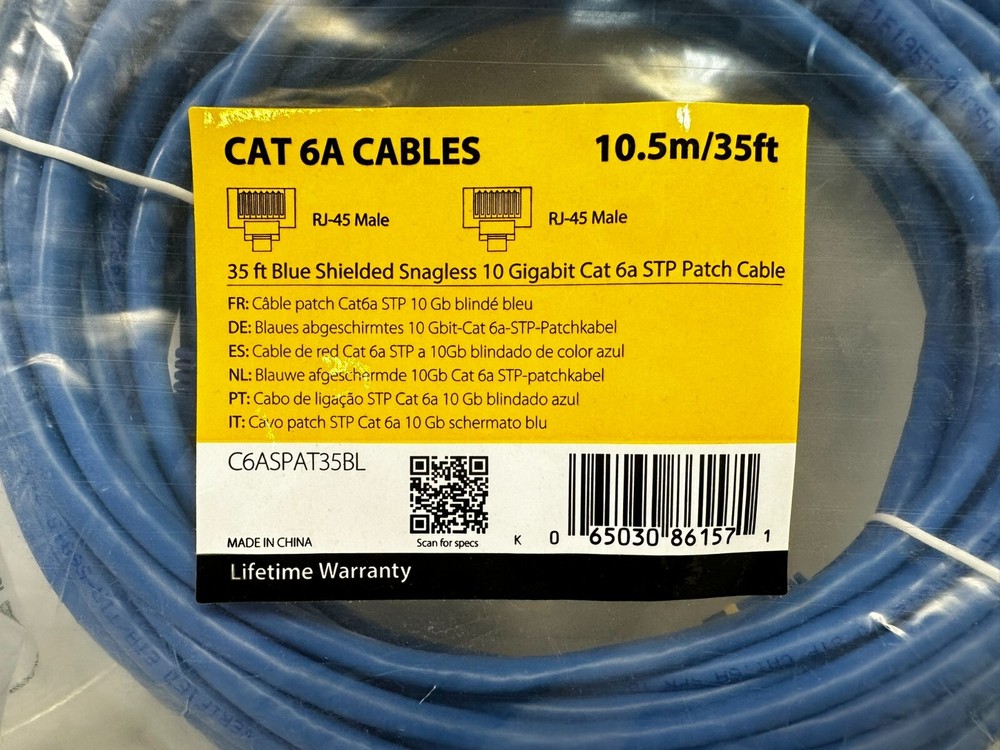 CAT 6A CABLES
10.5m/35ft
RJ-45 Male
RJ-45 Male
35 ft Blue Shielded Snagless 10 Gigabit Cat 6a STP Patch Cable
FR: Câble patch Cat6a STP 10 Gb blindé bleu
DE: Blaues abgeschirmtes 10 Gbit-Cat 6a-STP-Patchkabel
ES: Cable de red Cat 6a STP a 10Gb blindado de color azul
NL: Blauwe afgeschermde 10Gb Cat 6a STP-patchkabel
PT: Cabo de ligação STP Cat 6a 10 Gb blindado azul
IT: Cavo patch STP Cat 6a 10 Gb schermato blu
C6ASPAT35BL
MADE IN CHINA
Scan for specs
K
0 65030 86157 1
Lifetime Warranty